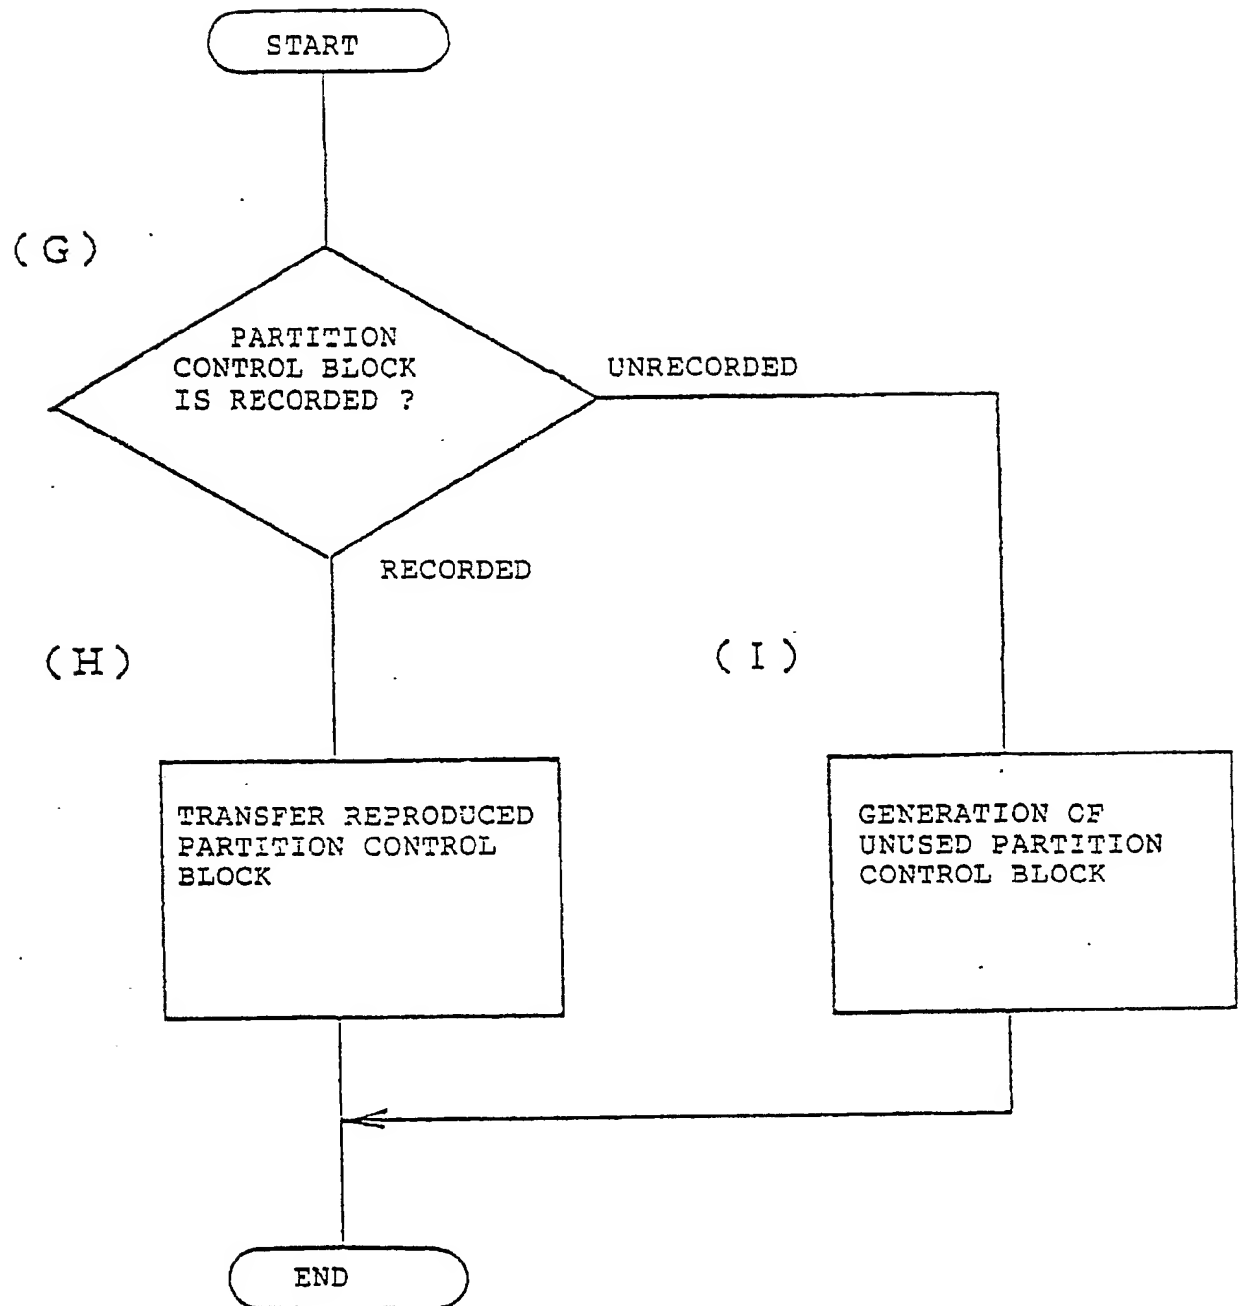 START
(G)
PARTITION
CONTROL BLOCK
IS RECORDED ?
UNRECORDED
RECORDED
(H)
(I)
TRANSFER REPRODUCED
PARTITION CONTROL
BLOCK
GENERATION OF
UNUSED PARTITION
CONTROL BLOCK
END